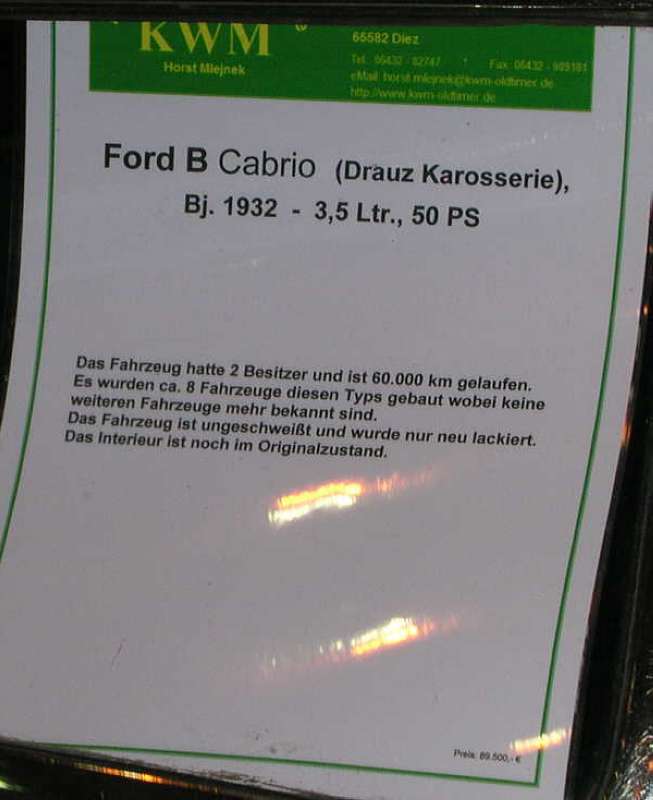 KWM
Horst Mlejnek
65582 Diez
Tel. 06432 - 82747 * Fax 06432 - 989181
eMail horst.mlejnek@kwm-oldtimer.de
http://www.kwm-oldtimer.de
Ford B Cabrio (Drauz Karosserie),
Bj. 1932 - 3,5 Ltr., 50 PS
Das Fahrzeug hatte 2 Besitzer und ist 60.000 km gelaufen.
Es wurden ca. 8 Fahrzeuge diesen Typs gebaut wobei keine
weiteren Fahrzeuge mehr bekannt sind.
Das Fahrzeug ist ungeschweißt und wurde nur neu lackiert.
Das Interieur ist noch im Originalzustand.
Preis: 89.500,- €